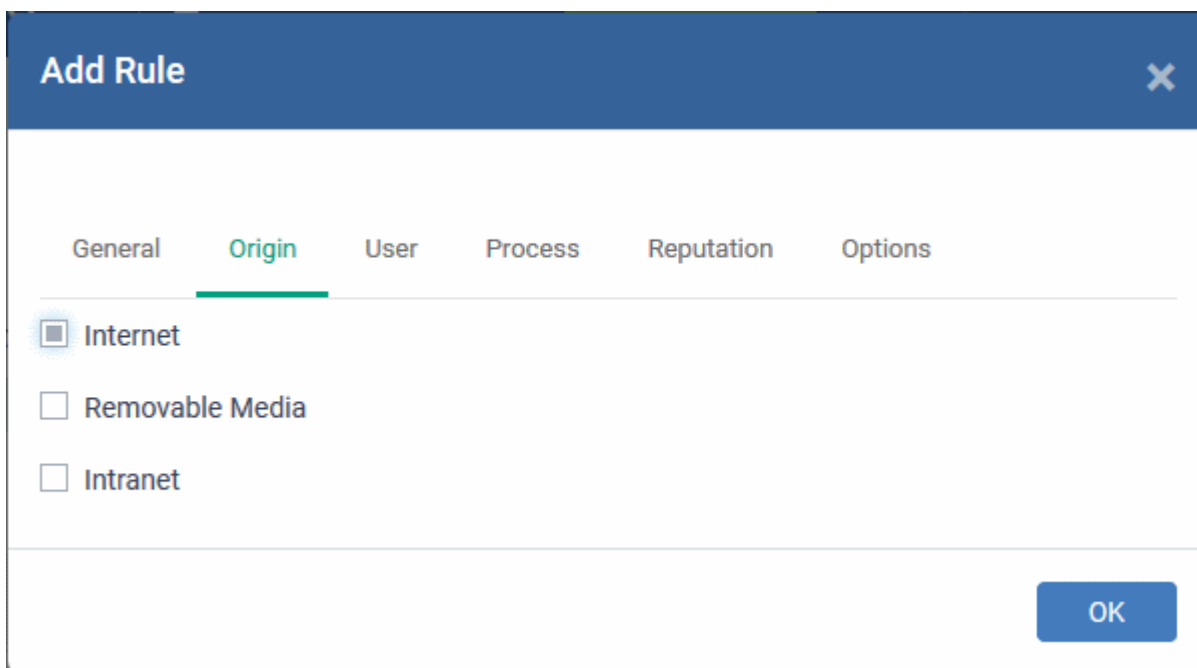 Add Rule
General Origin User Process Reputation Options
Internet
Removable Media
Intranet
OK